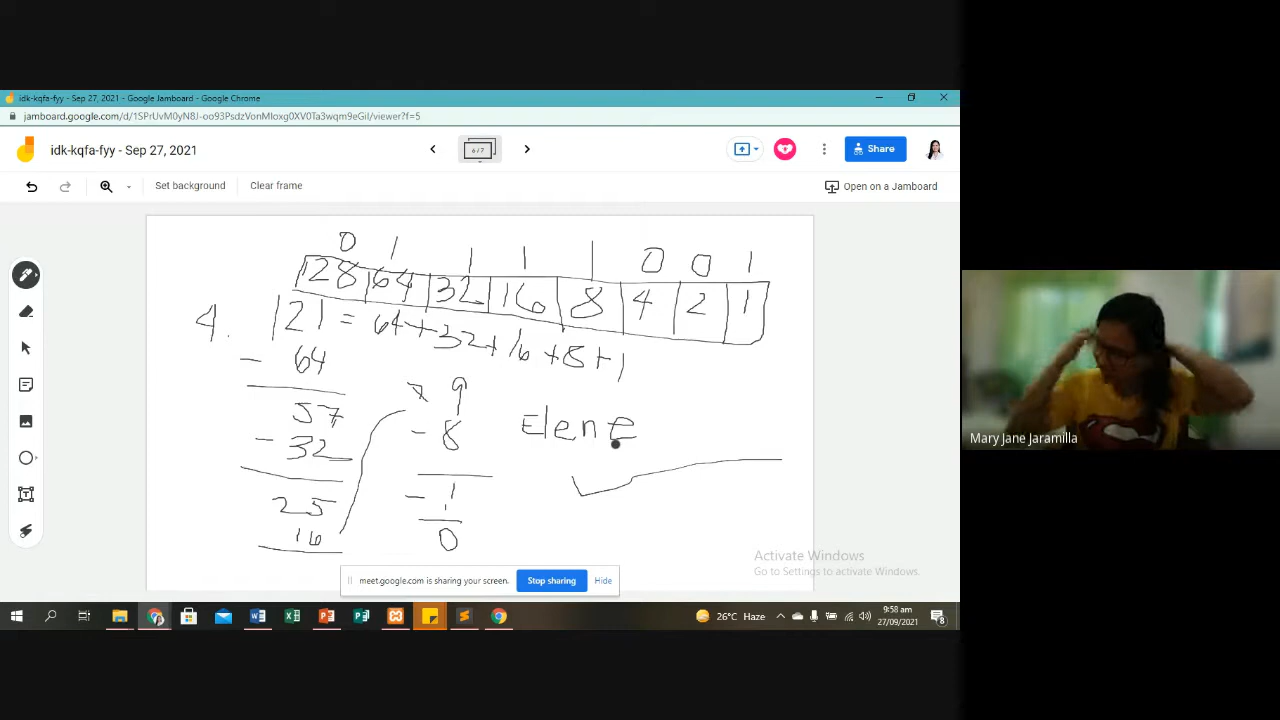 idk-kqfa-fyy - Sep 27, 2021 - Google Jamboard - Google Chrome
jamboard.google.com/d/1SPrUvM0yN8J-oo93PsdzVonMIoxg0XV0Ta3wqm9eGiI/viewer?f=5
idk-kqfa-fyy - Sep 27, 2021
6 / 7
Share
Set background
Clear frame
Open on a Jamboard
0 1 1 1 1 0 0 1
128 64 32 16 8 4 2 1
4. 121 = 64+32+16+8+1
- 64
57
- 32
25
16
9
- 8
- 1
0
Elene
Mary Jane Jaramilla
Activate Windows
Go to Settings to activate Windows.
meet.google.com is sharing your screen.
Stop sharing
Hide
26°C Haze
9:58 am
27/09/2021
8